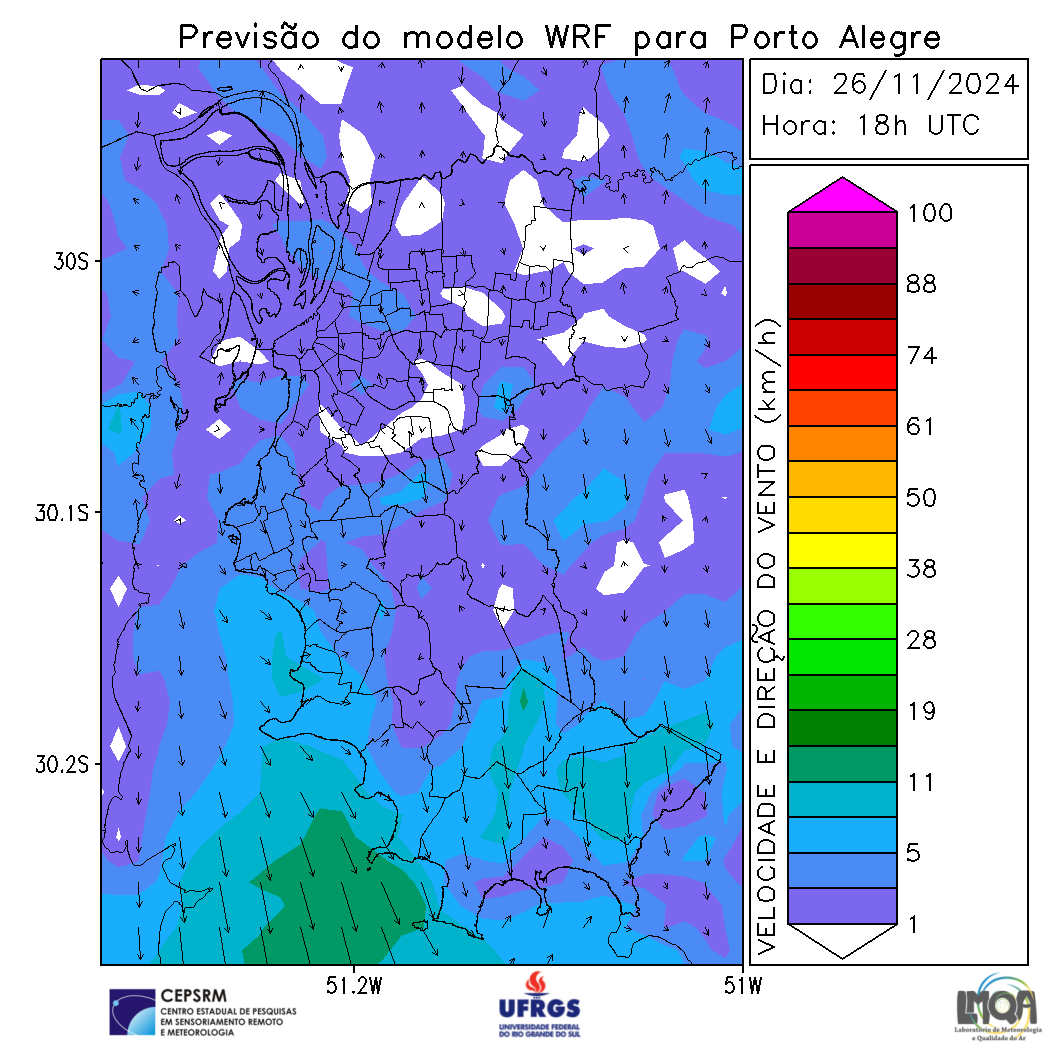 Previsão do modelo WRF para Porto Alegre
Dia: 26/11/2024
Hora: 18h UTC
30S
30.1S
30.2S
51.2W
51W
VELOCIDADE E DIREÇÃO DO VENTO (km/h)
100
88
74
61
50
38
28
19
11
5
1
CEPSRM
CENTRO ESTADUAL DE PESQUISAS
EM SENSORIAMENTO REMOTO
E METEOROLOGIA
UFRGS
UNIVERSIDADE FEDERAL
DO RIO GRANDE DO SUL
LMQA
Laboratório de Meteorologia
e Qualidade do Ar